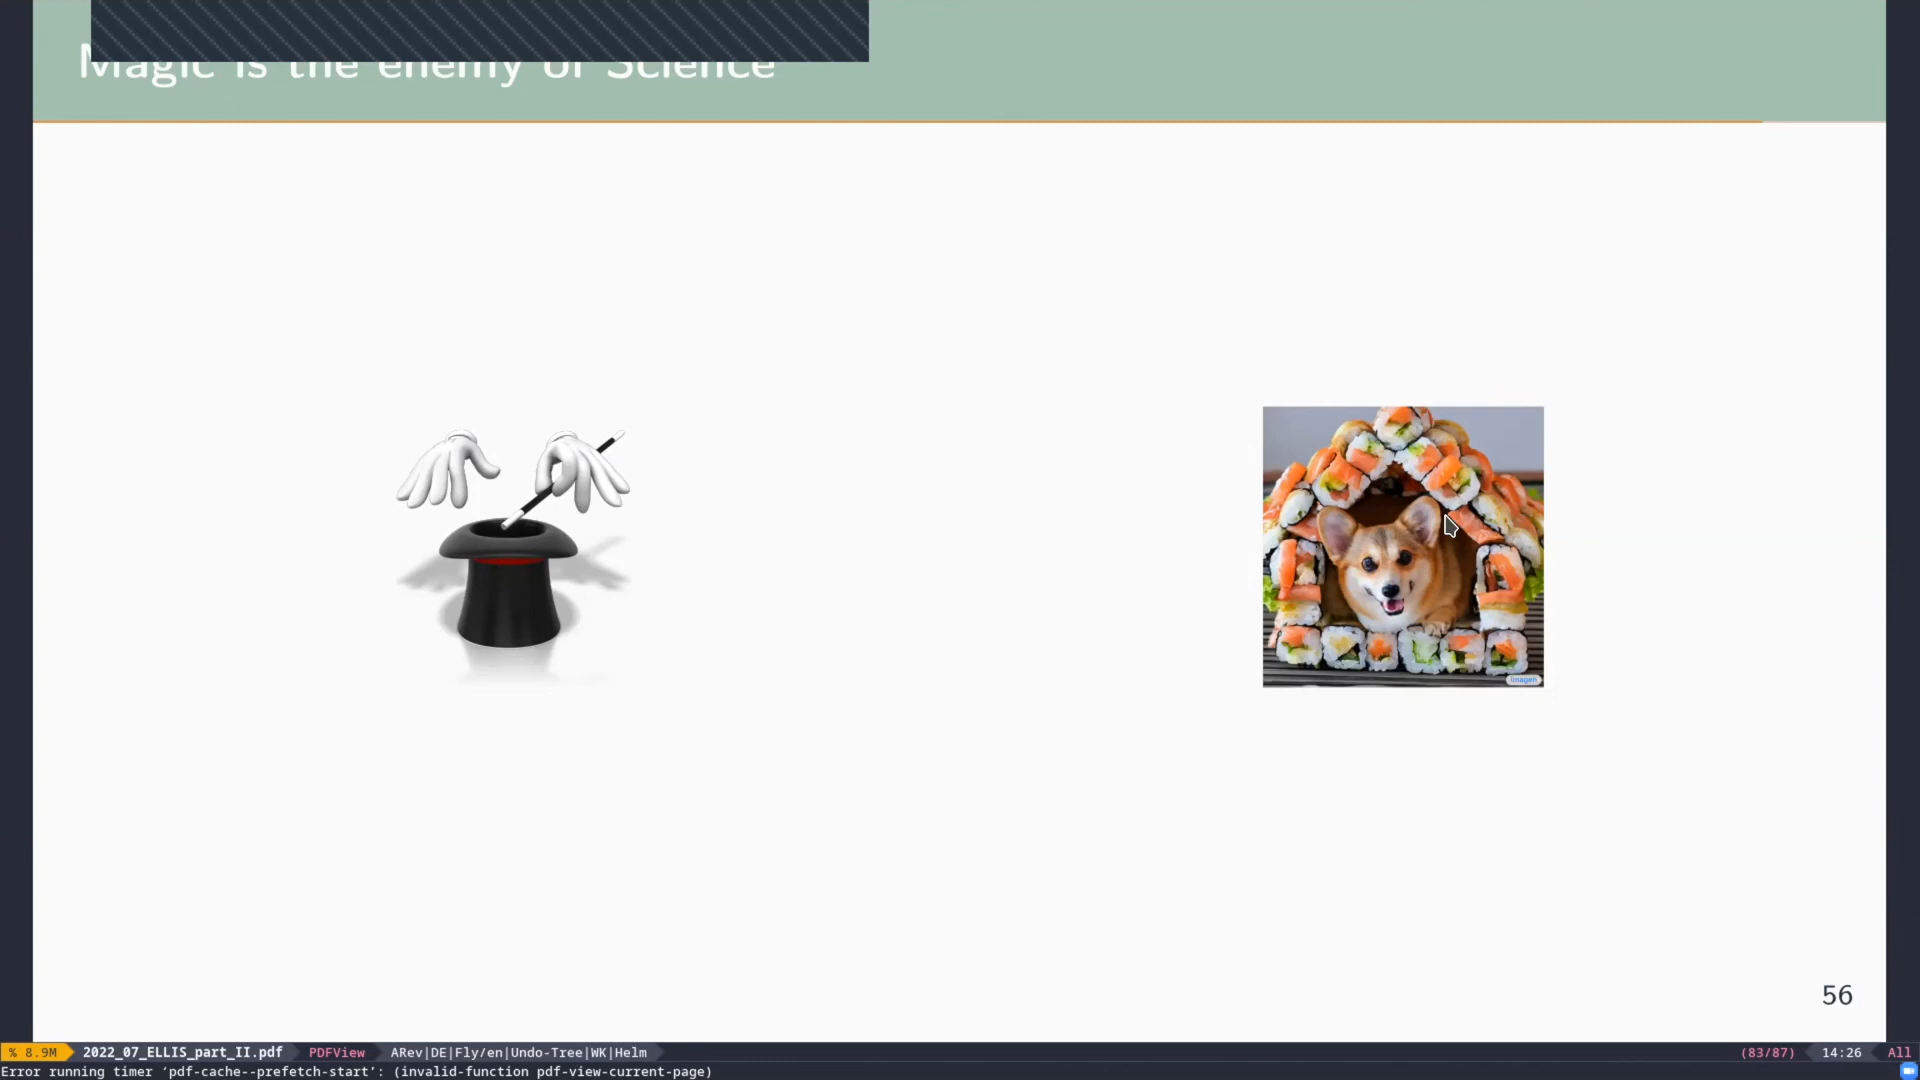 Magic is the enemy of Science
Imagen
56
% 8.9M 2022_07_ELLIS_part_II.pdf PDFView ARev|DE|Fly/en|Undo-Tree|WK|Helm (83/87) 14:26 All
Error running timer ‘pdf-cache--prefetch-start’: (invalid-function pdf-view-current-page)